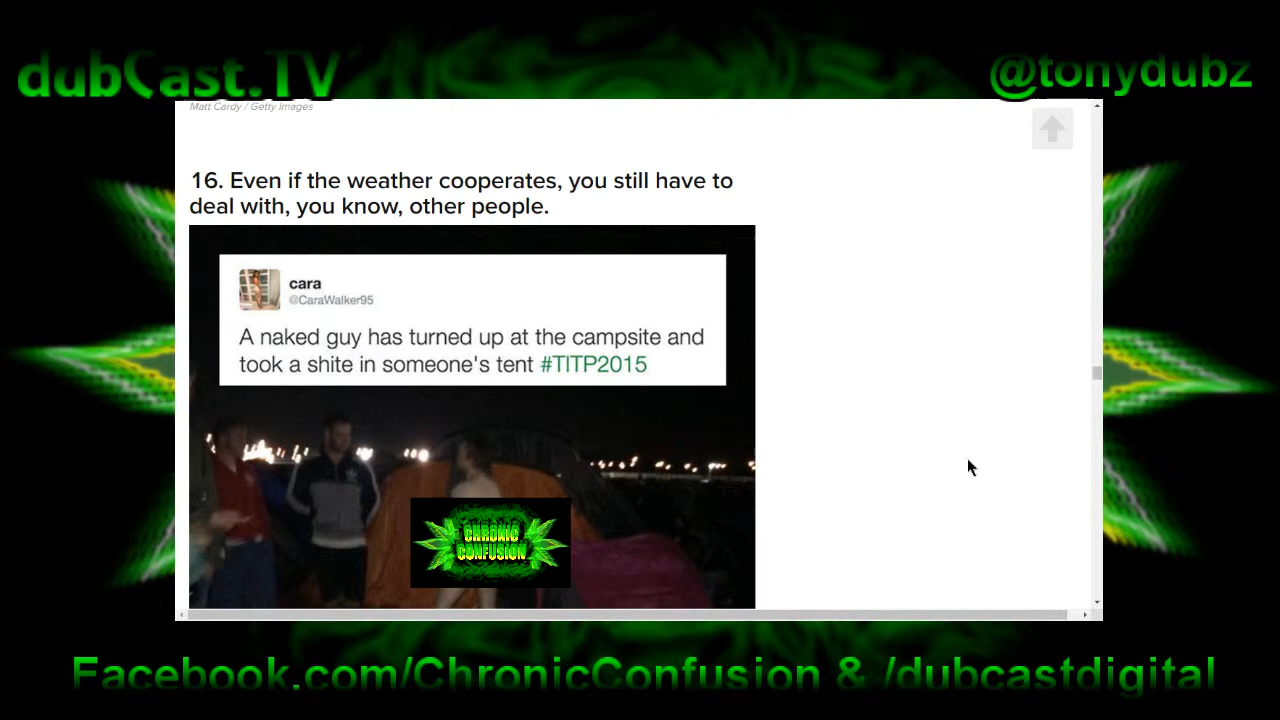 dubCast.TV
@tonydubz
Matt Cardy / Getty Images
16. Even if the weather cooperates, you still have to
deal with, you know, other people.
cara
@CaraWalker95
A naked guy has turned up at the campsite and
took a shite in someone's tent #TITP2015
CHRONIC
CONFUSION
Facebook.com/ChronicConfusion & /dubcastdigital